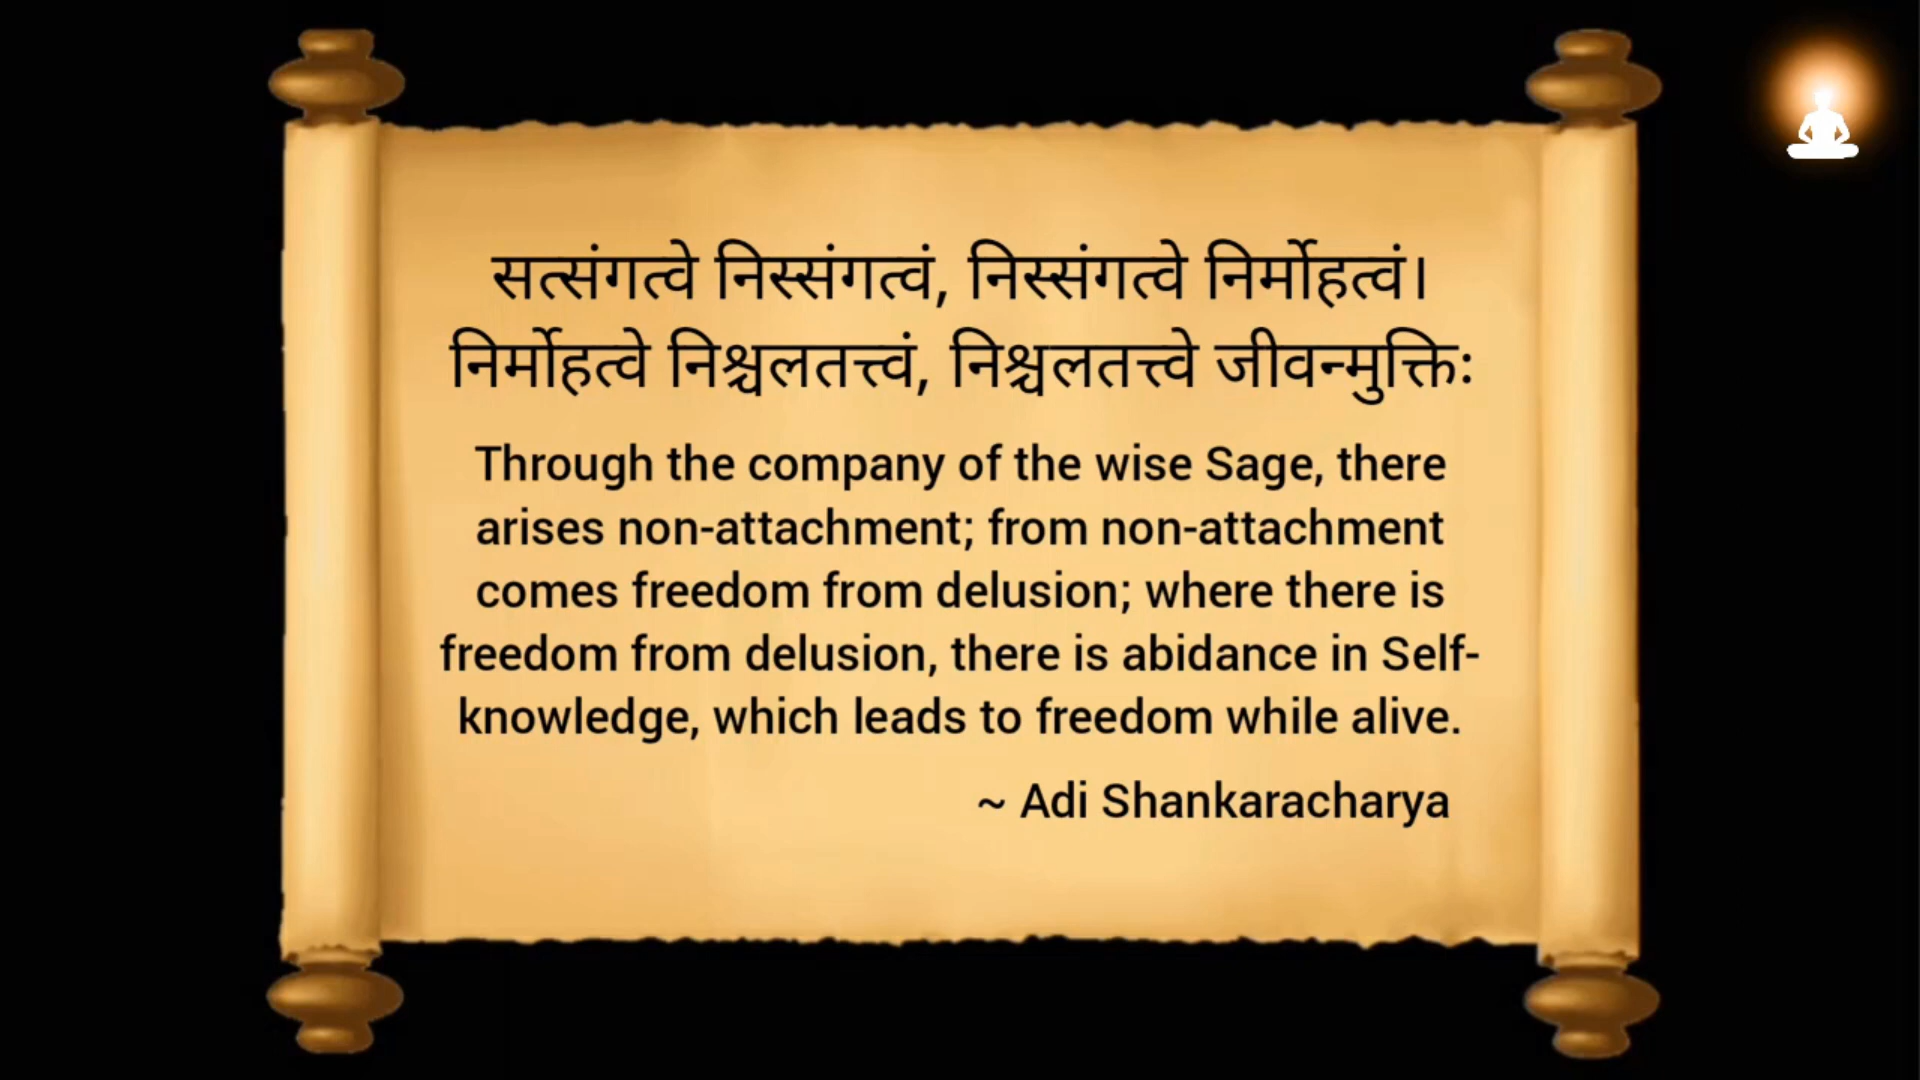 सत्संगत्वे निस्संगत्वं, निस्संगत्वे निर्मोहत्वं।
निर्मोहत्वे निश्चलतत्त्वं, निश्चलतत्त्वे जीवन्मुक्तिः
Through the company of the wise Sage, there
arises non-attachment; from non-attachment
comes freedom from delusion; where there is
freedom from delusion, there is abidance in Self-
knowledge, which leads to freedom while alive.
~ Adi Shankaracharya